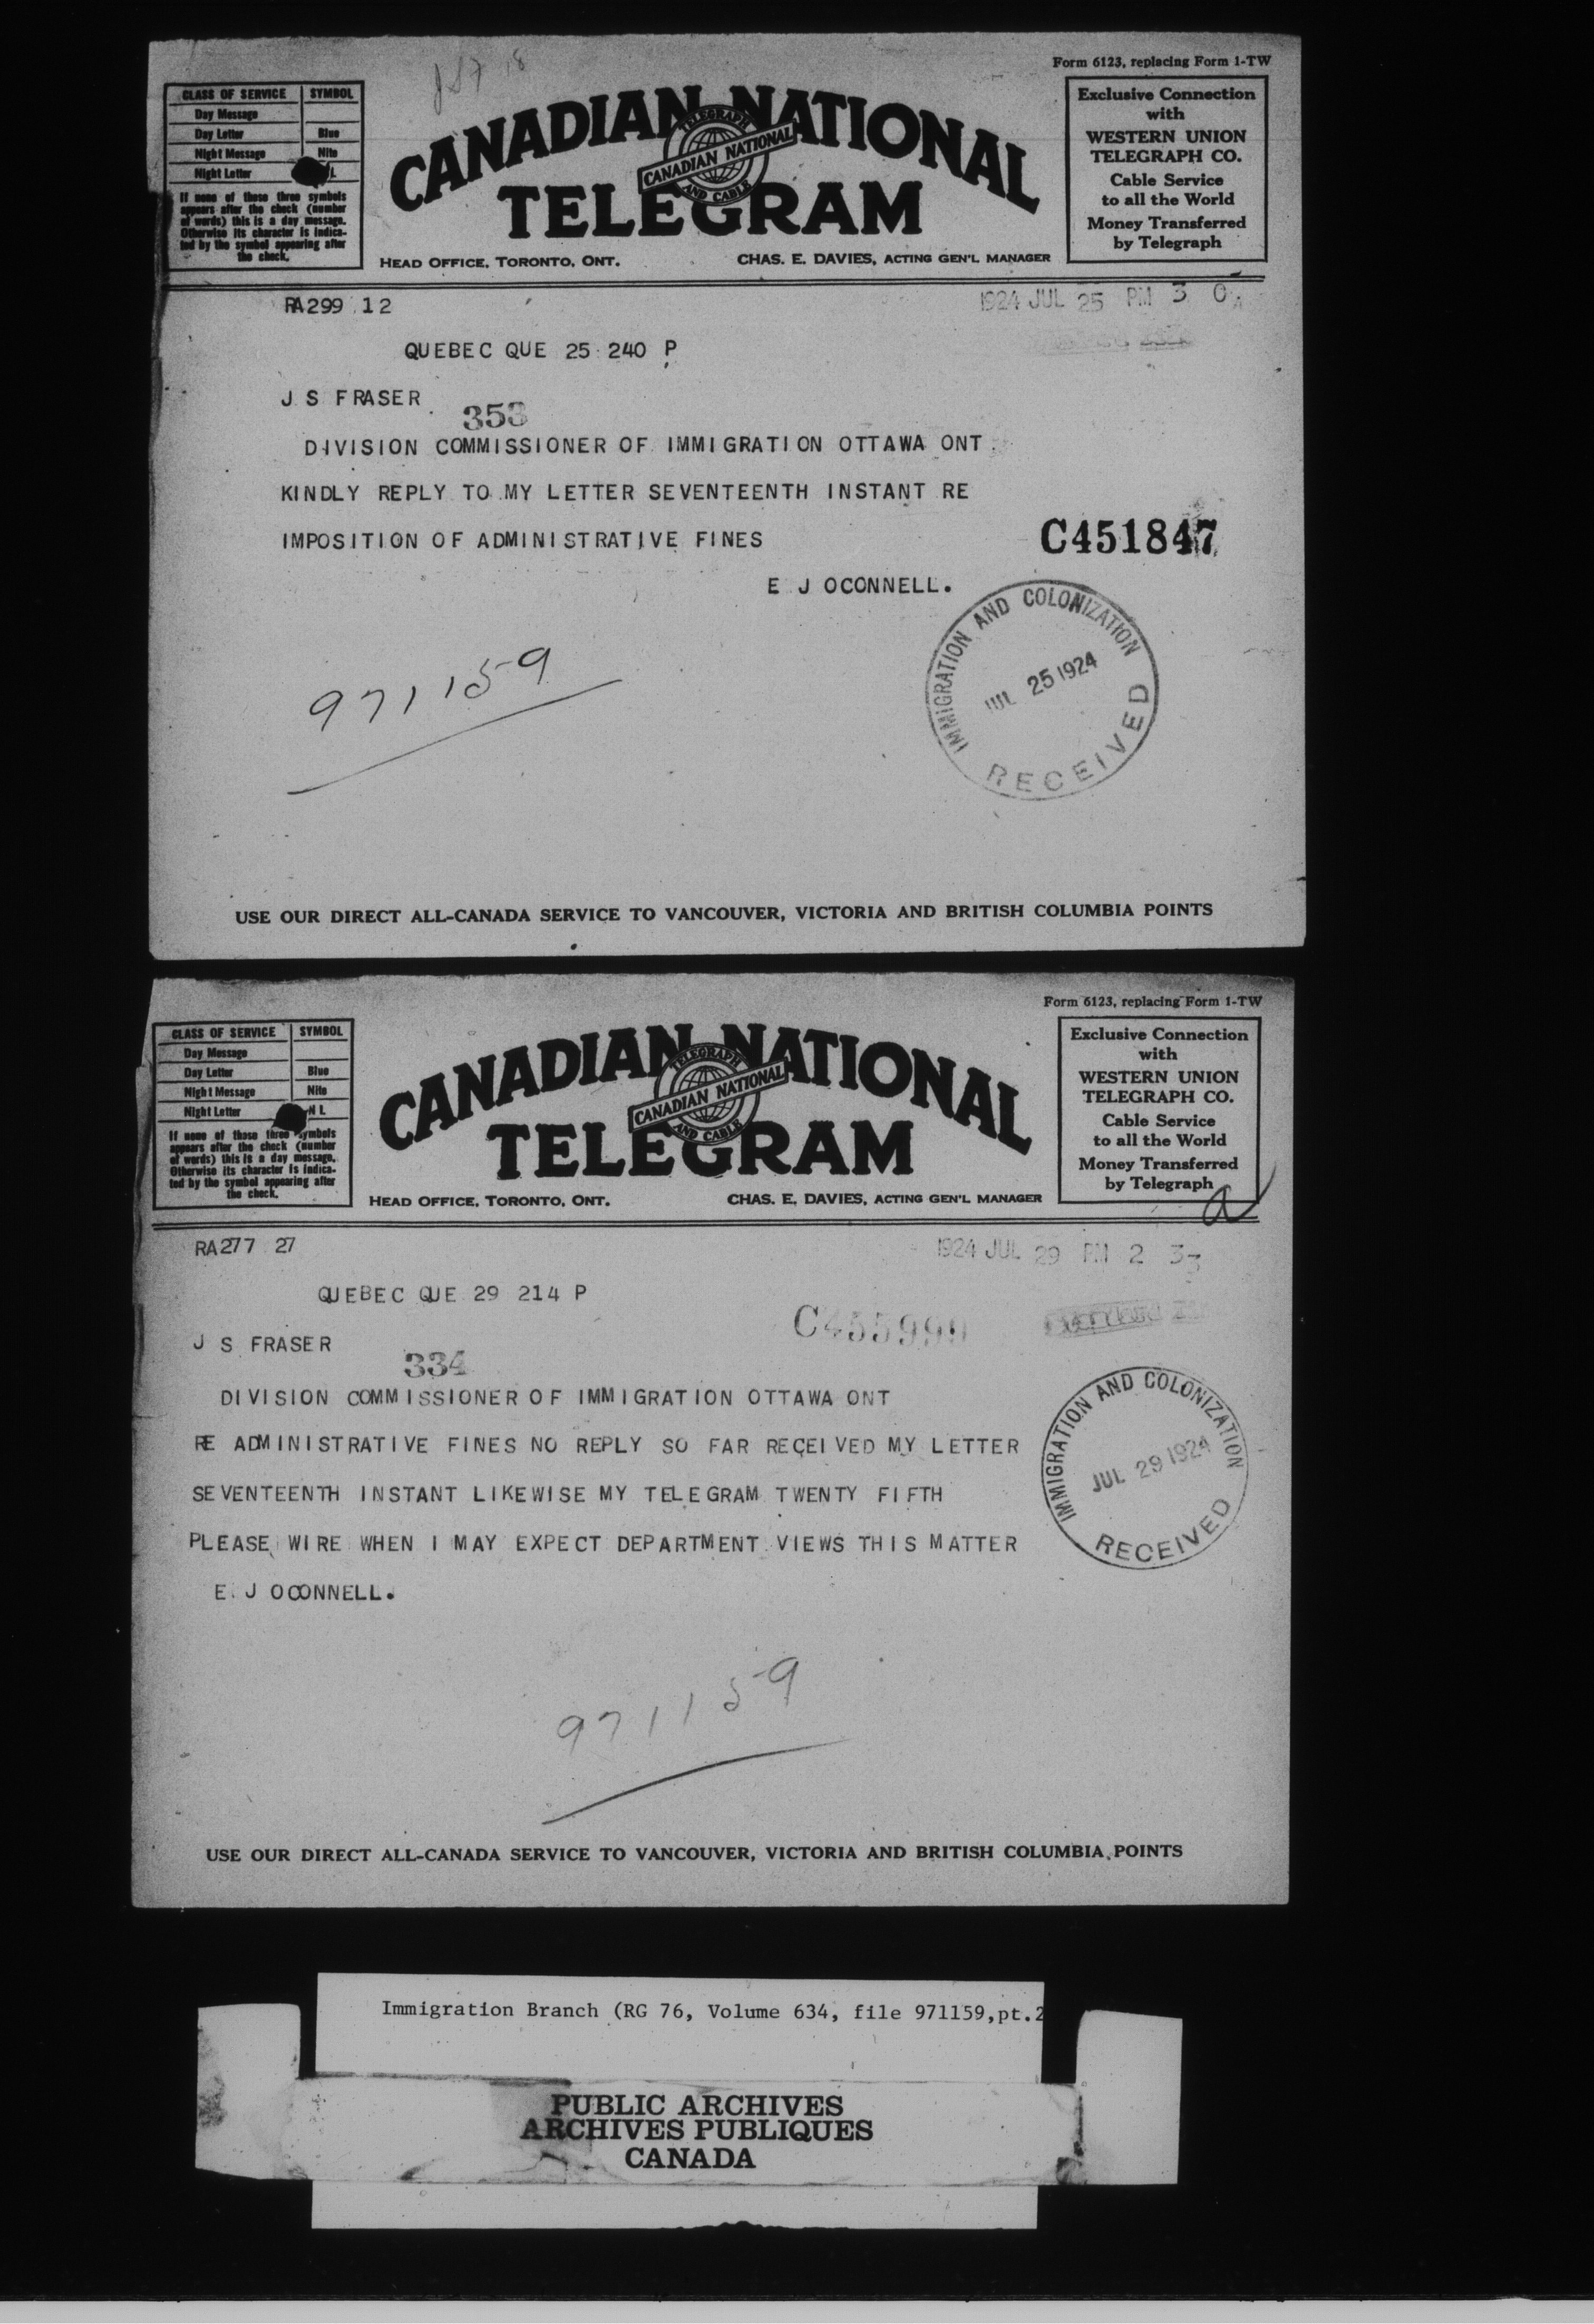 Form 6123, replacing Form 1-TW
CLASS OF SERVICE SYMBOL
Day Message
Day Letter Blue
Night Message Nite
Night Letter L
If none of these three symbols
appears after the check (number
of words) this is a day message.
Otherwise its character is indica-
ted by the symbol appearing after
the check.
CANADIAN NATIONAL
TELEGRAM
TELEGRAPH
CANADIAN NATIONAL
AND CABLE
Exclusive Connection
with
WESTERN UNION
TELEGRAPH CO.
Cable Service
to all the World
Money Transferred
by Telegraph
HEAD OFFICE, TORONTO, ONT.
CHAS. E. DAVIES, ACTING GEN'L MANAGER
RA299 12
1924 JUL 25 PM 3
QUEBEC QUE 25 240 P
J S FRASER
353
DIVISION COMMISSIONER OF IMMIGRATION OTTAWA ONT
KINDLY REPLY TO MY LETTER SEVENTEENTH INSTANT RE
IMPOSITION OF ADMINISTRATIVE FINES
C451847
E J OCONNELL.
IMMIGRATION AND COLONIZATION
JUL 25 1924
RECEIVED
971159
USE OUR DIRECT ALL-CANADA SERVICE TO VANCOUVER, VICTORIA AND BRITISH COLUMBIA POINTS
Form 6123, replacing Form 1-TW
CLASS OF SERVICE SYMBOL
Day Message
Day Letter Blue
Night Message Nite
Night Letter N L
If none of these three symbols
appears after the check (number
of words) this is a day message.
Otherwise its character is indica-
ted by the symbol appearing after
the check.
CANADIAN NATIONAL
TELEGRAM
TELEGRAPH
CANADIAN NATIONAL
AND CABLE
Exclusive Connection
with
WESTERN UNION
TELEGRAPH CO.
Cable Service
to all the World
Money Transferred
by Telegraph
HEAD OFFICE, TORONTO, ONT.
CHAS. E. DAVIES, ACTING GEN'L MANAGER
RA277 27
1924 JUL 29 PM 2 33
QUEBEC QUE 29 214 P
C455990
J S FRASER
334
DIVISION COMMISSIONER OF IMMIGRATION OTTAWA ONT
RE ADMINISTRATIVE FINES NO REPLY SO FAR RECEIVED MY LETTER
SEVENTEENTH INSTANT LIKEWISE MY TELEGRAM TWENTY FIFTH
PLEASE WIRE WHEN I MAY EXPECT DEPARTMENT VIEWS THIS MATTER
E J OCONNELL.
IMMIGRATION AND COLONIZATION
JUL 29 1924
RECEIVED
971159
USE OUR DIRECT ALL-CANADA SERVICE TO VANCOUVER, VICTORIA AND BRITISH COLUMBIA POINTS
Immigration Branch (RG 76, Volume 634, file 971159,pt.2
PUBLIC ARCHIVES
ARCHIVES PUBLIQUES
CANADA